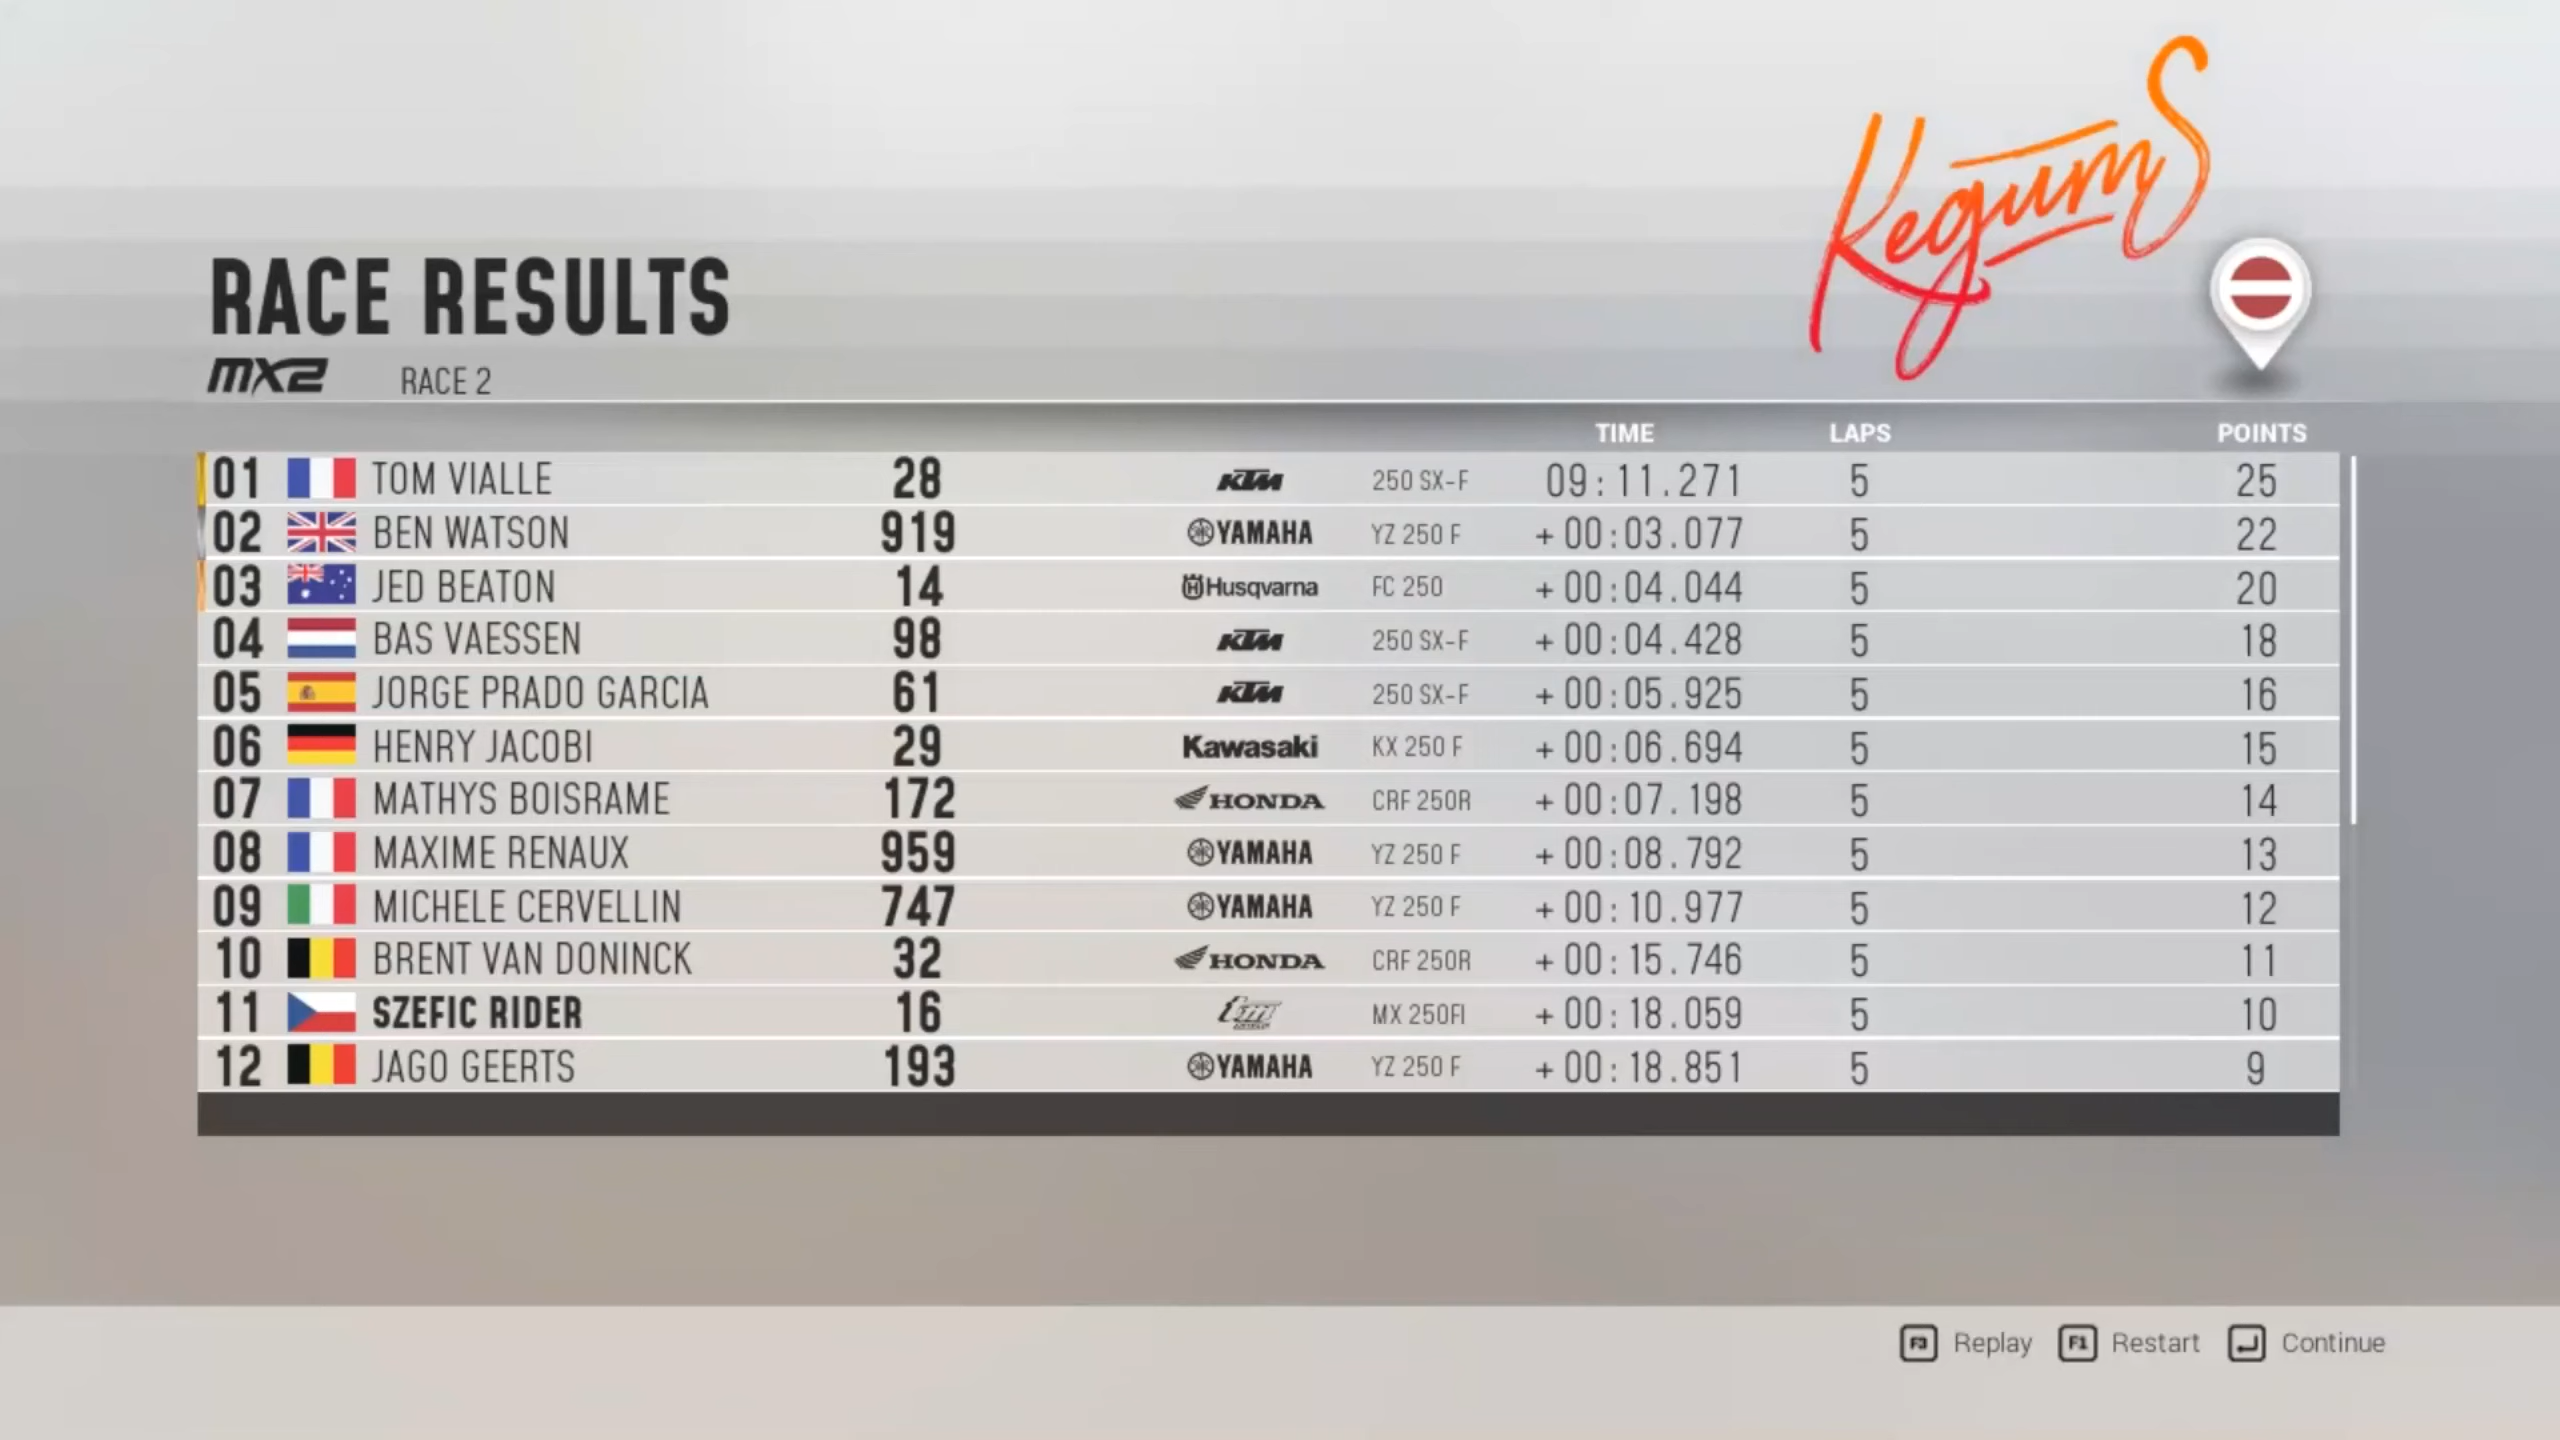 Kegums
RACE RESULTS
MX2 RACE 2
TIME LAPS POINTS
01 TOM VIALLE 28 KTM 250 SX-F 09:11.271 5 25
02 BEN WATSON 919 YAMAHA YZ 250 F + 00:03.077 5 22
03 JED BEATON 14 Husqvarna FC 250 + 00:04.044 5 20
04 BAS VAESSEN 98 KTM 250 SX-F + 00:04.428 5 18
05 JORGE PRADO GARCIA 61 KTM 250 SX-F + 00:05.925 5 16
06 HENRY JACOBI 29 Kawasaki KX 250 F + 00:06.694 5 15
07 MATHYS BOISRAME 172 HONDA CRF 250R + 00:07.198 5 14
08 MAXIME RENAUX 959 YAMAHA YZ 250 F + 00:08.792 5 13
09 MICHELE CERVELLIN 747 YAMAHA YZ 250 F + 00:10.977 5 12
10 BRENT VAN DONINCK 32 HONDA CRF 250R + 00:15.746 5 11
11 SZEFIC RIDER 16 tm MX 250FI + 00:18.059 5 10
12 JAGO GEERTS 193 YAMAHA YZ 250 F + 00:18.851 5 9
F3 Replay F1 Restart Continue